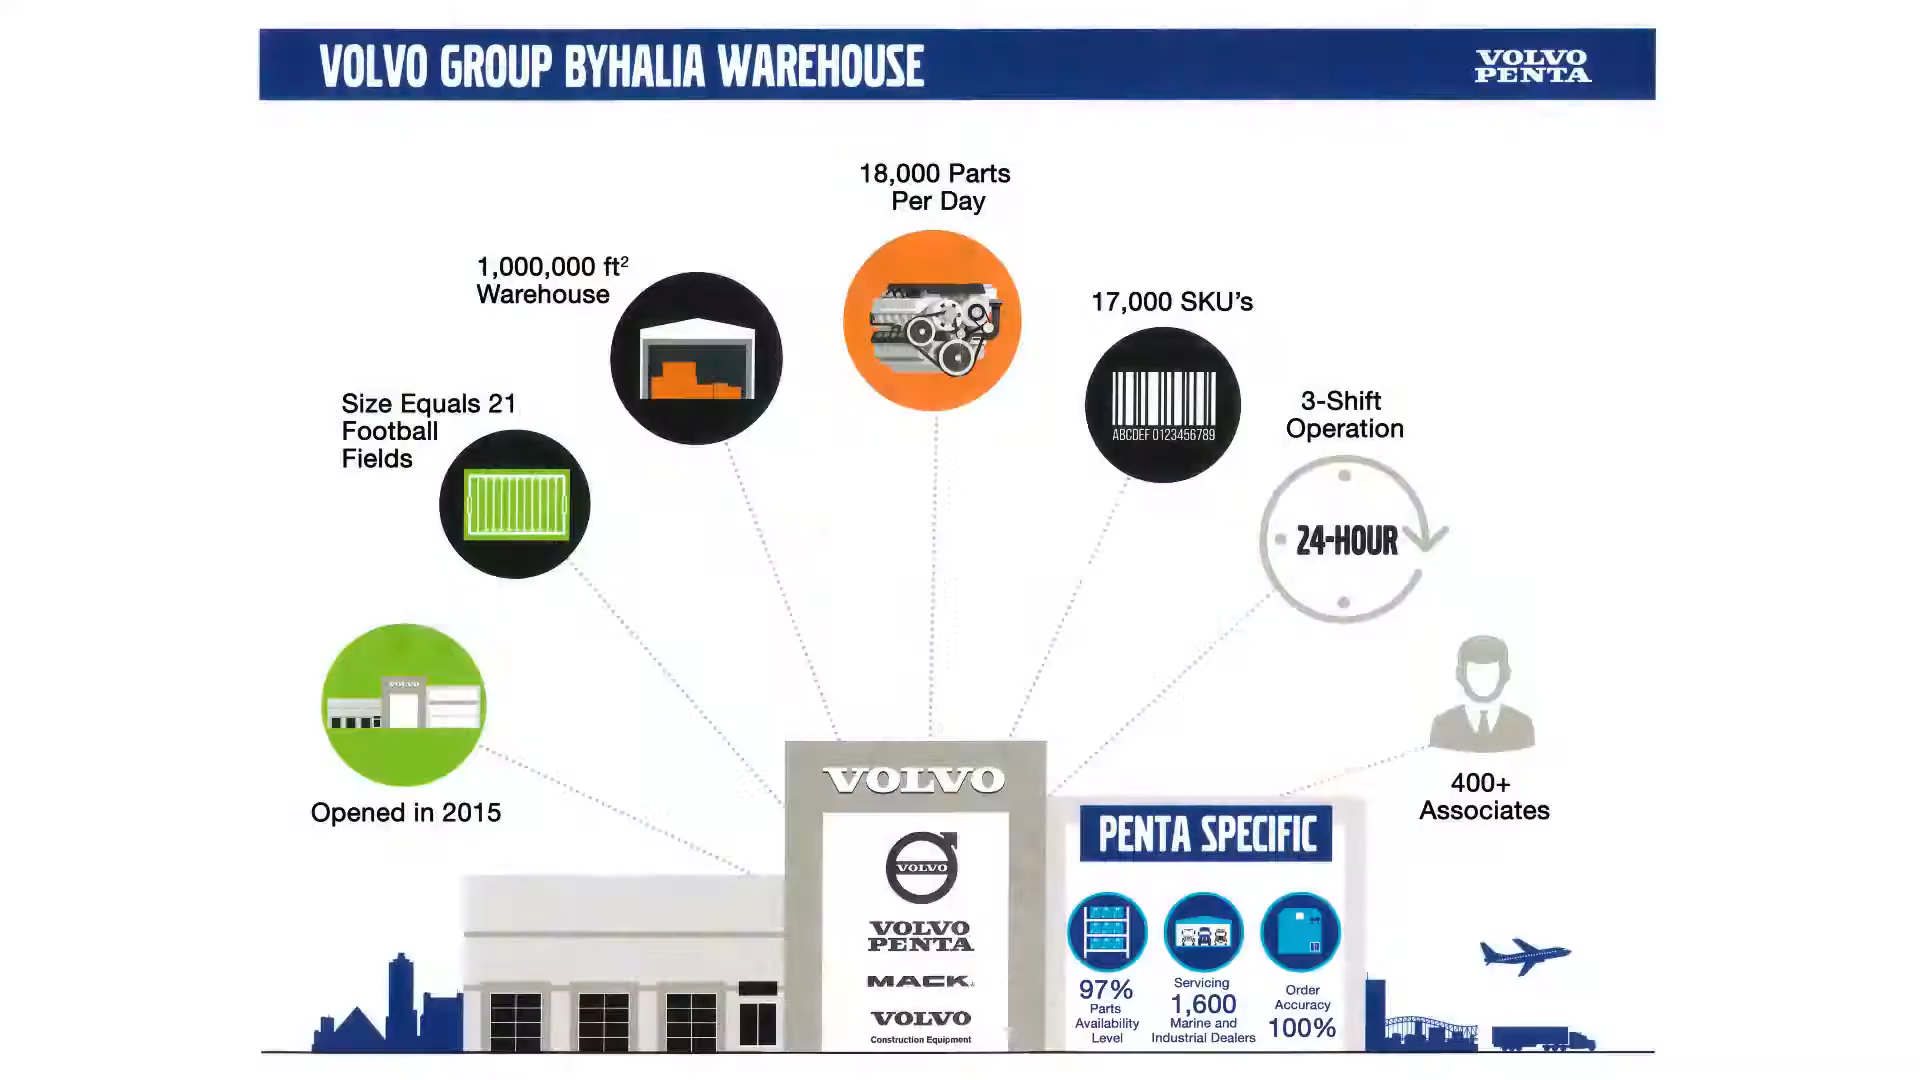 VOLVO GROUP BYHALIA WAREHOUSE
VOLVO
PENTA
18,000 Parts
Per Day
1,000,000 ft²
Warehouse
17,000 SKU's
ABCDEF 0123456789
Size Equals 21
Football
Fields
3-Shift
Operation
24-HOUR
VOLVO
Opened in 2015
400+
Associates
VOLVO
VOLVO
VOLVO
PENTA
MACK
VOLVO
Construction Equipment
PENTA SPECIFIC
97%
Parts
Availability
Level
Servicing
1,600
Marine and
Industrial Dealers
Order
Accuracy
100%